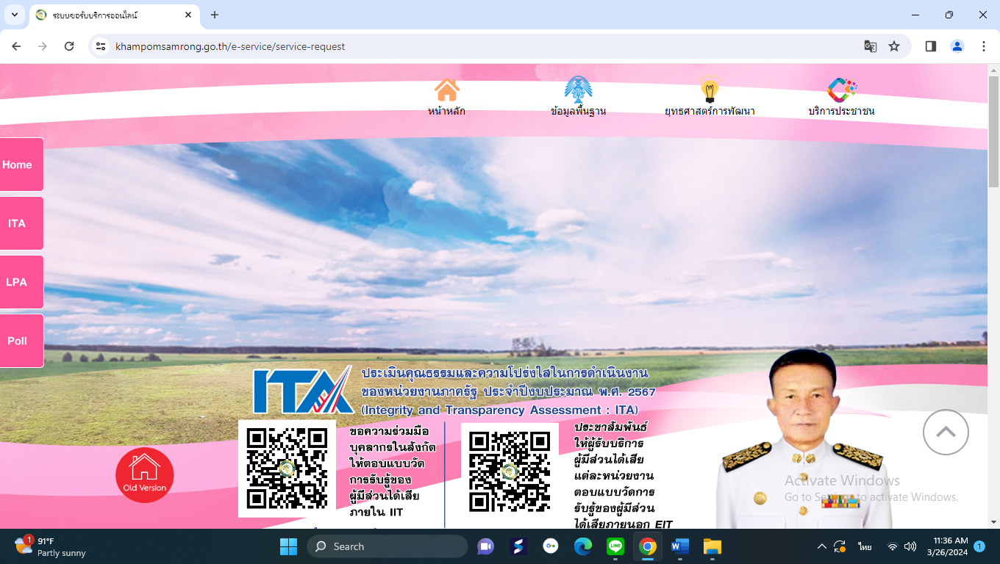 ระบบขอรับบริการออนไลน์
khampomsamrong.go.th/e-service/service-request
หน้าหลัก
ข้อมูลพื้นฐาน
ยุทธศาสตร์การพัฒนา
บริการประชาชน
Home
ITA
LPA
Poll
ITA
ประเมินคุณธรรมและความโปร่งใสในการดำเนินงาน
ของหน่วยงานภาครัฐ ประจำปีงบประมาณ พ.ศ. 2567
(Integrity and Transparency Assessment : ITA)
ขอความร่วมมือ
บุคลากรในสังกัด
ให้ตอบแบบวัด
การรับรู้ของ
ผู้มีส่วนได้เสีย
ภายใน IIT
ประชาสัมพันธ์
ให้ผู้รับบริการ
ผู้มีส่วนได้เสีย
แต่ละหน่วยงาน
ตอบแบบวัดการ
รับรู้ของผู้มีส่วน
ได้เสียภายนอก EIT
Old Version
Activate Windows
Go to Settings to activate Windows.
1
91°F
Partly sunny
Search
LINE
ไทย
11:36 AM
3/26/2024
1